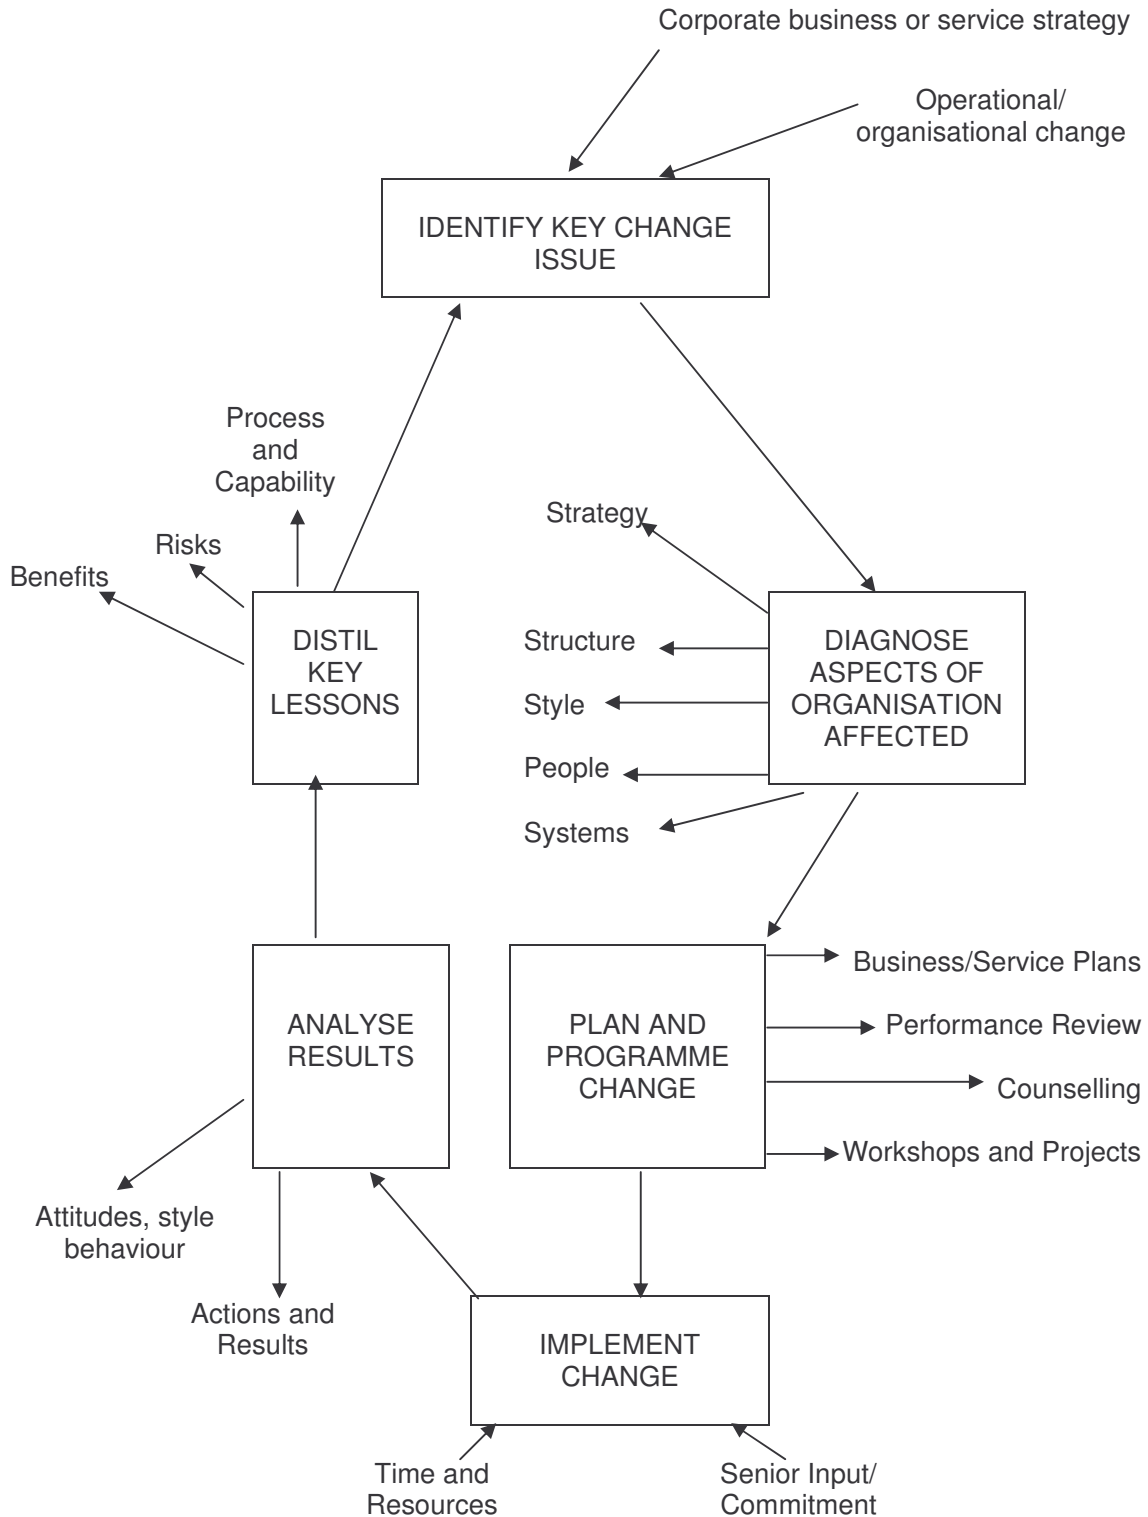 Corporate business or service strategy
Operational/
organisational change
IDENTIFY KEY CHANGE
ISSUE
Process
and
Capability
Risks
Benefits
DISTIL
KEY
LESSONS
Strategy
Structure
Style
People
Systems
DIAGNOSE
ASPECTS OF
ORGANISATION
AFFECTED
ANALYSE
RESULTS
PLAN AND
PROGRAMME
CHANGE
Business/Service Plans
Performance Review
Counselling
Workshops and Projects
Attitudes, style
behaviour
Actions and
Results
IMPLEMENT
CHANGE
Time and
Resources
Senior Input/
Commitment